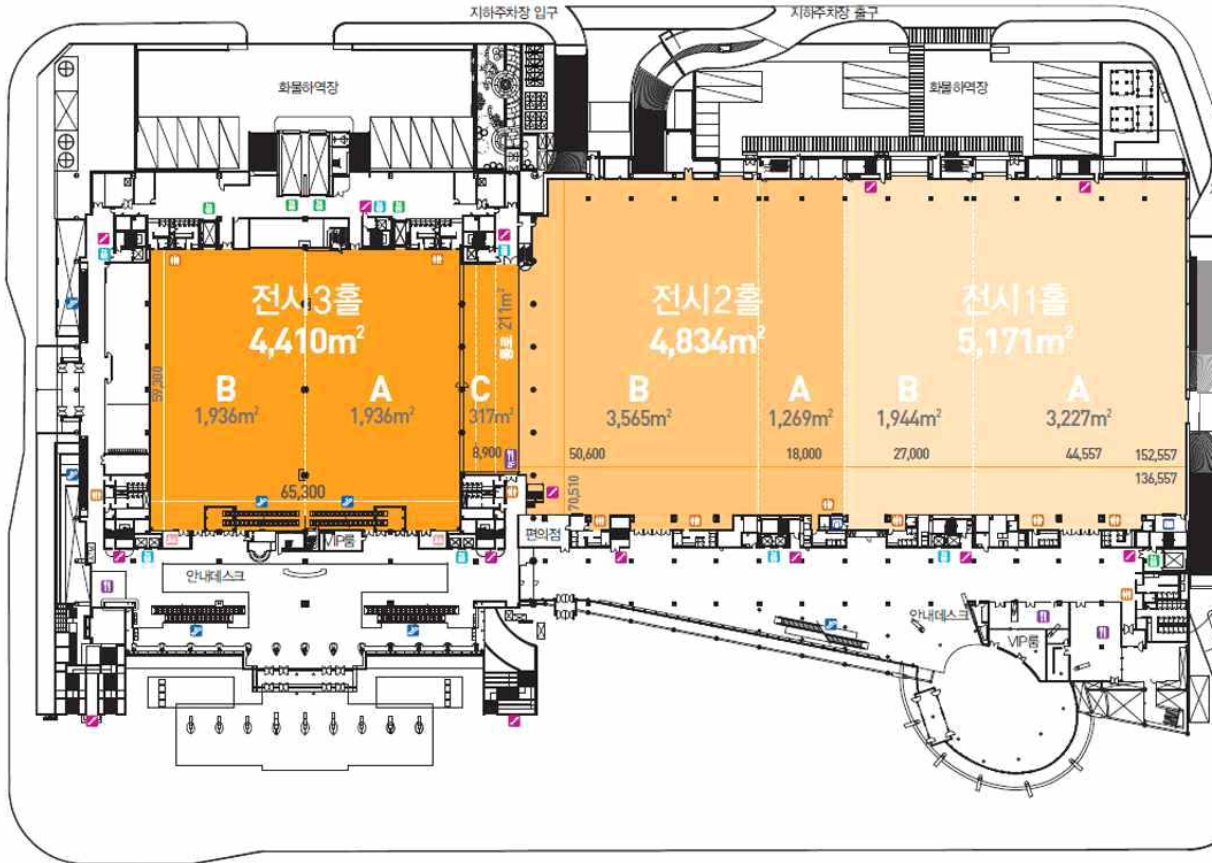 지하주차장 입구
지하주차장 출구
화물하역장
화물하역장
전시3홀
4,410m²
B
1,936m²
A
1,936m²
C
317m²
통로 211m²
59,300
65,300
8,900
전시2홀
4,834m²
B
3,565m²
A
1,269m²
50,600
18,000
70,510
전시1홀
5,171m²
B
1,944m²
A
3,227m²
27,000
44,557
152,557
136,557
편의점
VIP룸
안내데스크
안내데스크
VIP룸